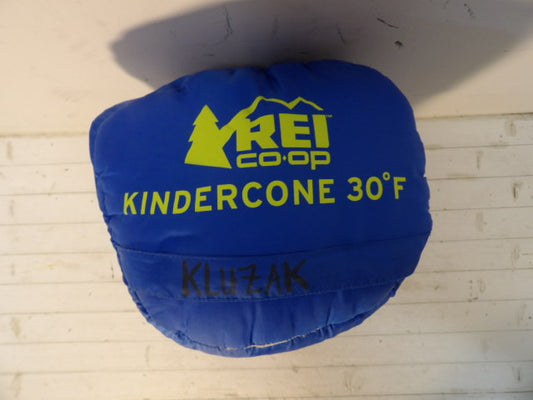 REI
CO·OP
KINDERCONE 30°F
KLUZAK